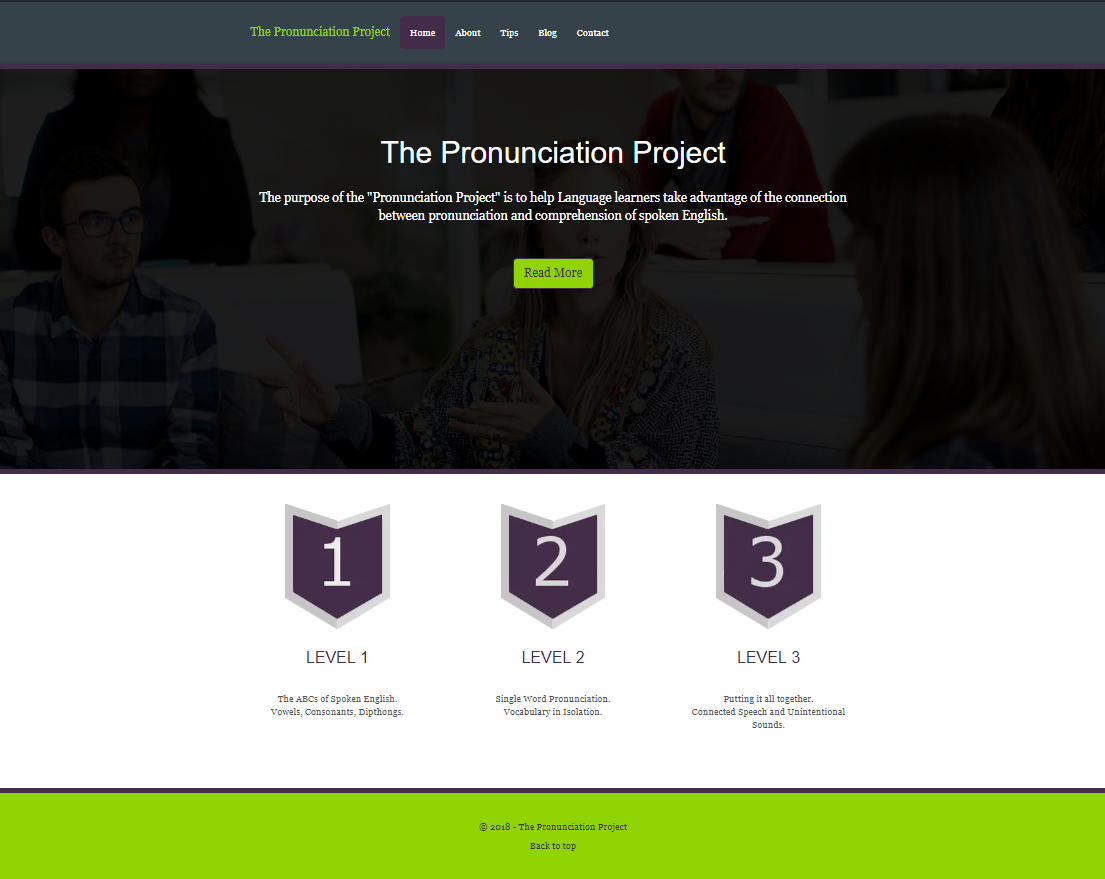 The Pronunciation Project Home About Tips Blog Contact
The Pronunciation Project
The purpose of the "Pronunciation Project" is to help Language learners take advantage of the connection
between pronunciation and comprehension of spoken English.
Read More
1
2
3
LEVEL 1
LEVEL 2
LEVEL 3
The ABCs of Spoken English.
Vowels, Consonants, Dipthongs.
Single Word Pronunciation.
Vocabulary in Isolation.
Putting it all together.
Connected Speech and Unintentional
Sounds.
© 2018 - The Pronunciation Project
Back to top